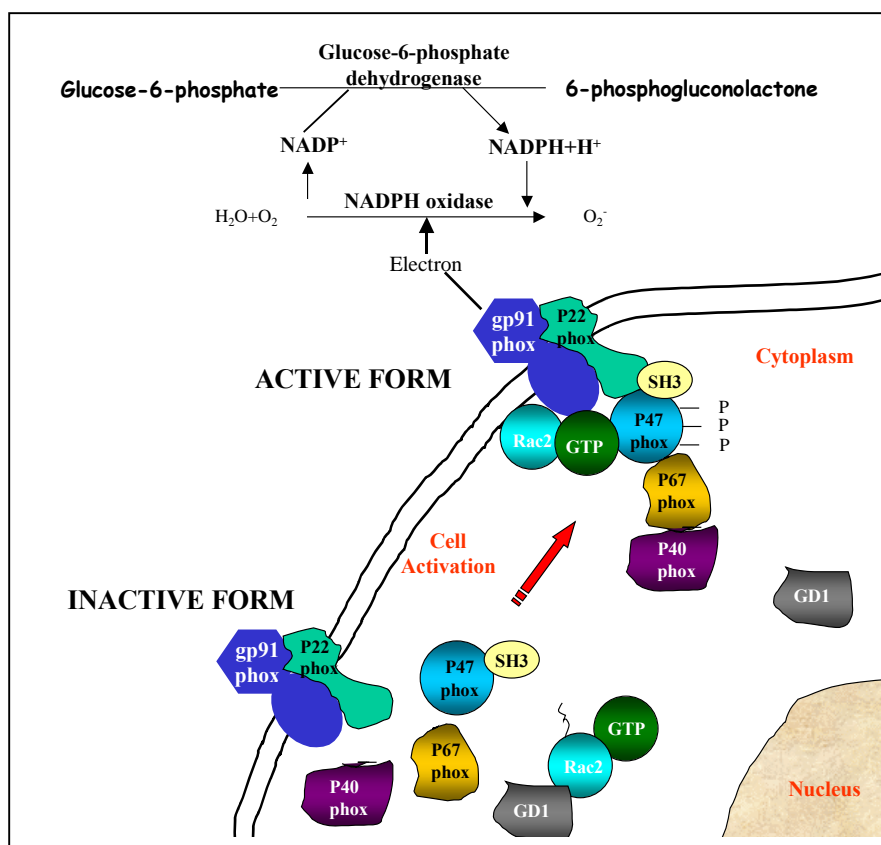 Glucose-6-phosphate
dehydrogenase
Glucose-6-phosphate
6-phosphogluconolactone
NADP⁺
NADPH+H⁺
NADPH oxidase
H₂O+O₂
O₂⁻
Electron
gp91
phox
P22
phox
Cytoplasm
ACTIVE FORM
SH3
Rac2
GTP
P47
phox
P
P
P
P67
phox
P40
phox
Cell
Activation
GD1
INACTIVE FORM
gp91
phox
P22
phox
P47
phox
SH3
GTP
P67
phox
Rac2
P40
phox
GD1
Nucleus